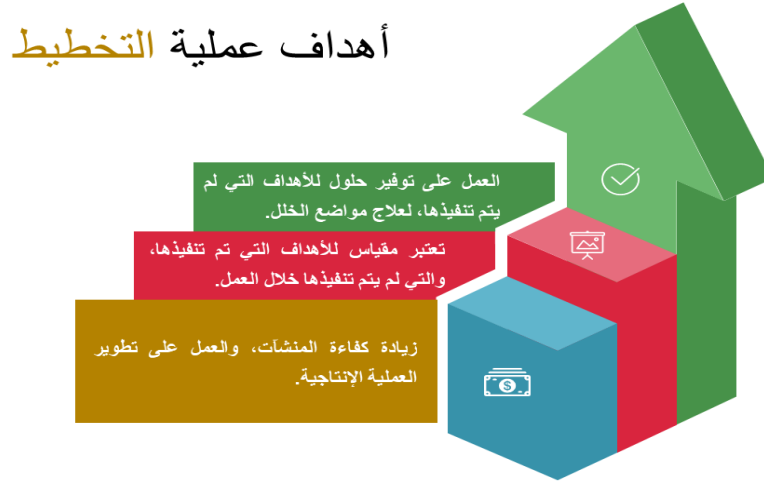 أهداف عملية التخطيط
العمل على توفير حلول للأهداف التي لم
يتم تنفيذها، لعلاج مواضع الخلل.
تعتبر مقياس للأهداف التي تم تنفيذها،
والتي لم يتم تنفيذها خلال العمل.
زيادة كفاءة المنشآت، والعمل على تطوير
العملية الإنتاجية.
$